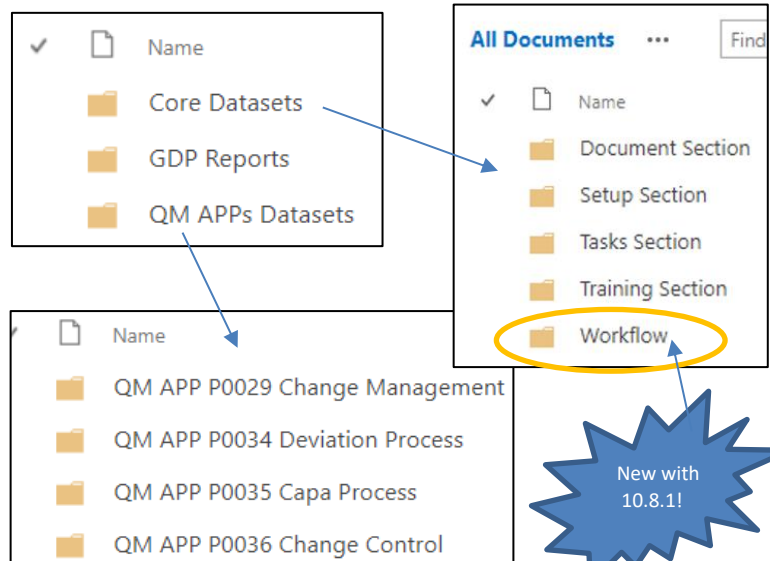 Name
Core Datasets
GDP Reports
QM APPs Datasets
All Documents ••• Find
Name
Document Section
Setup Section
Tasks Section
Training Section
Workflow
Name
QM APP P0029 Change Management
QM APP P0034 Deviation Process
QM APP P0035 Capa Process
QM APP P0036 Change Control
New with
10.8.1!